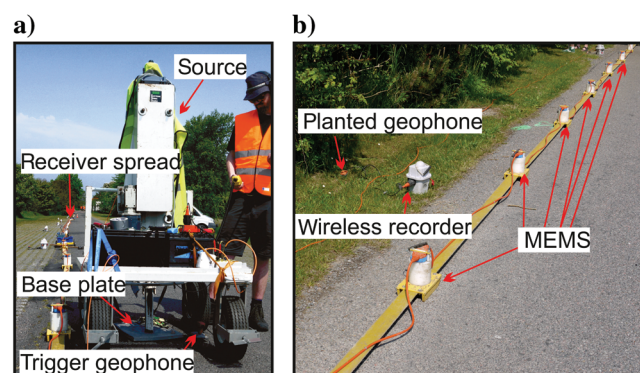 a)
Source
Receiver spread
Base plate
Trigger geophone
b)
Planted geophone
Wireless recorder
MEMS